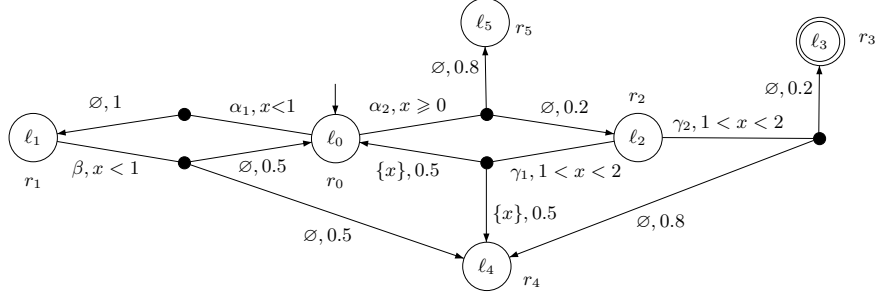 ℓ₅
r₅
ℓ₃
r₃
∅, 0.8
∅, 0.2
∅, 1
α₁, x<1
α₂, x ⩾ 0
∅, 0.2
r₂
γ₂, 1 < x < 2
ℓ₁
ℓ₀
ℓ₂
β, x < 1
∅, 0.5
{x}, 0.5
γ₁, 1 < x < 2
r₁
r₀
{x}, 0.5
∅, 0.8
∅, 0.5
ℓ₄
r₄